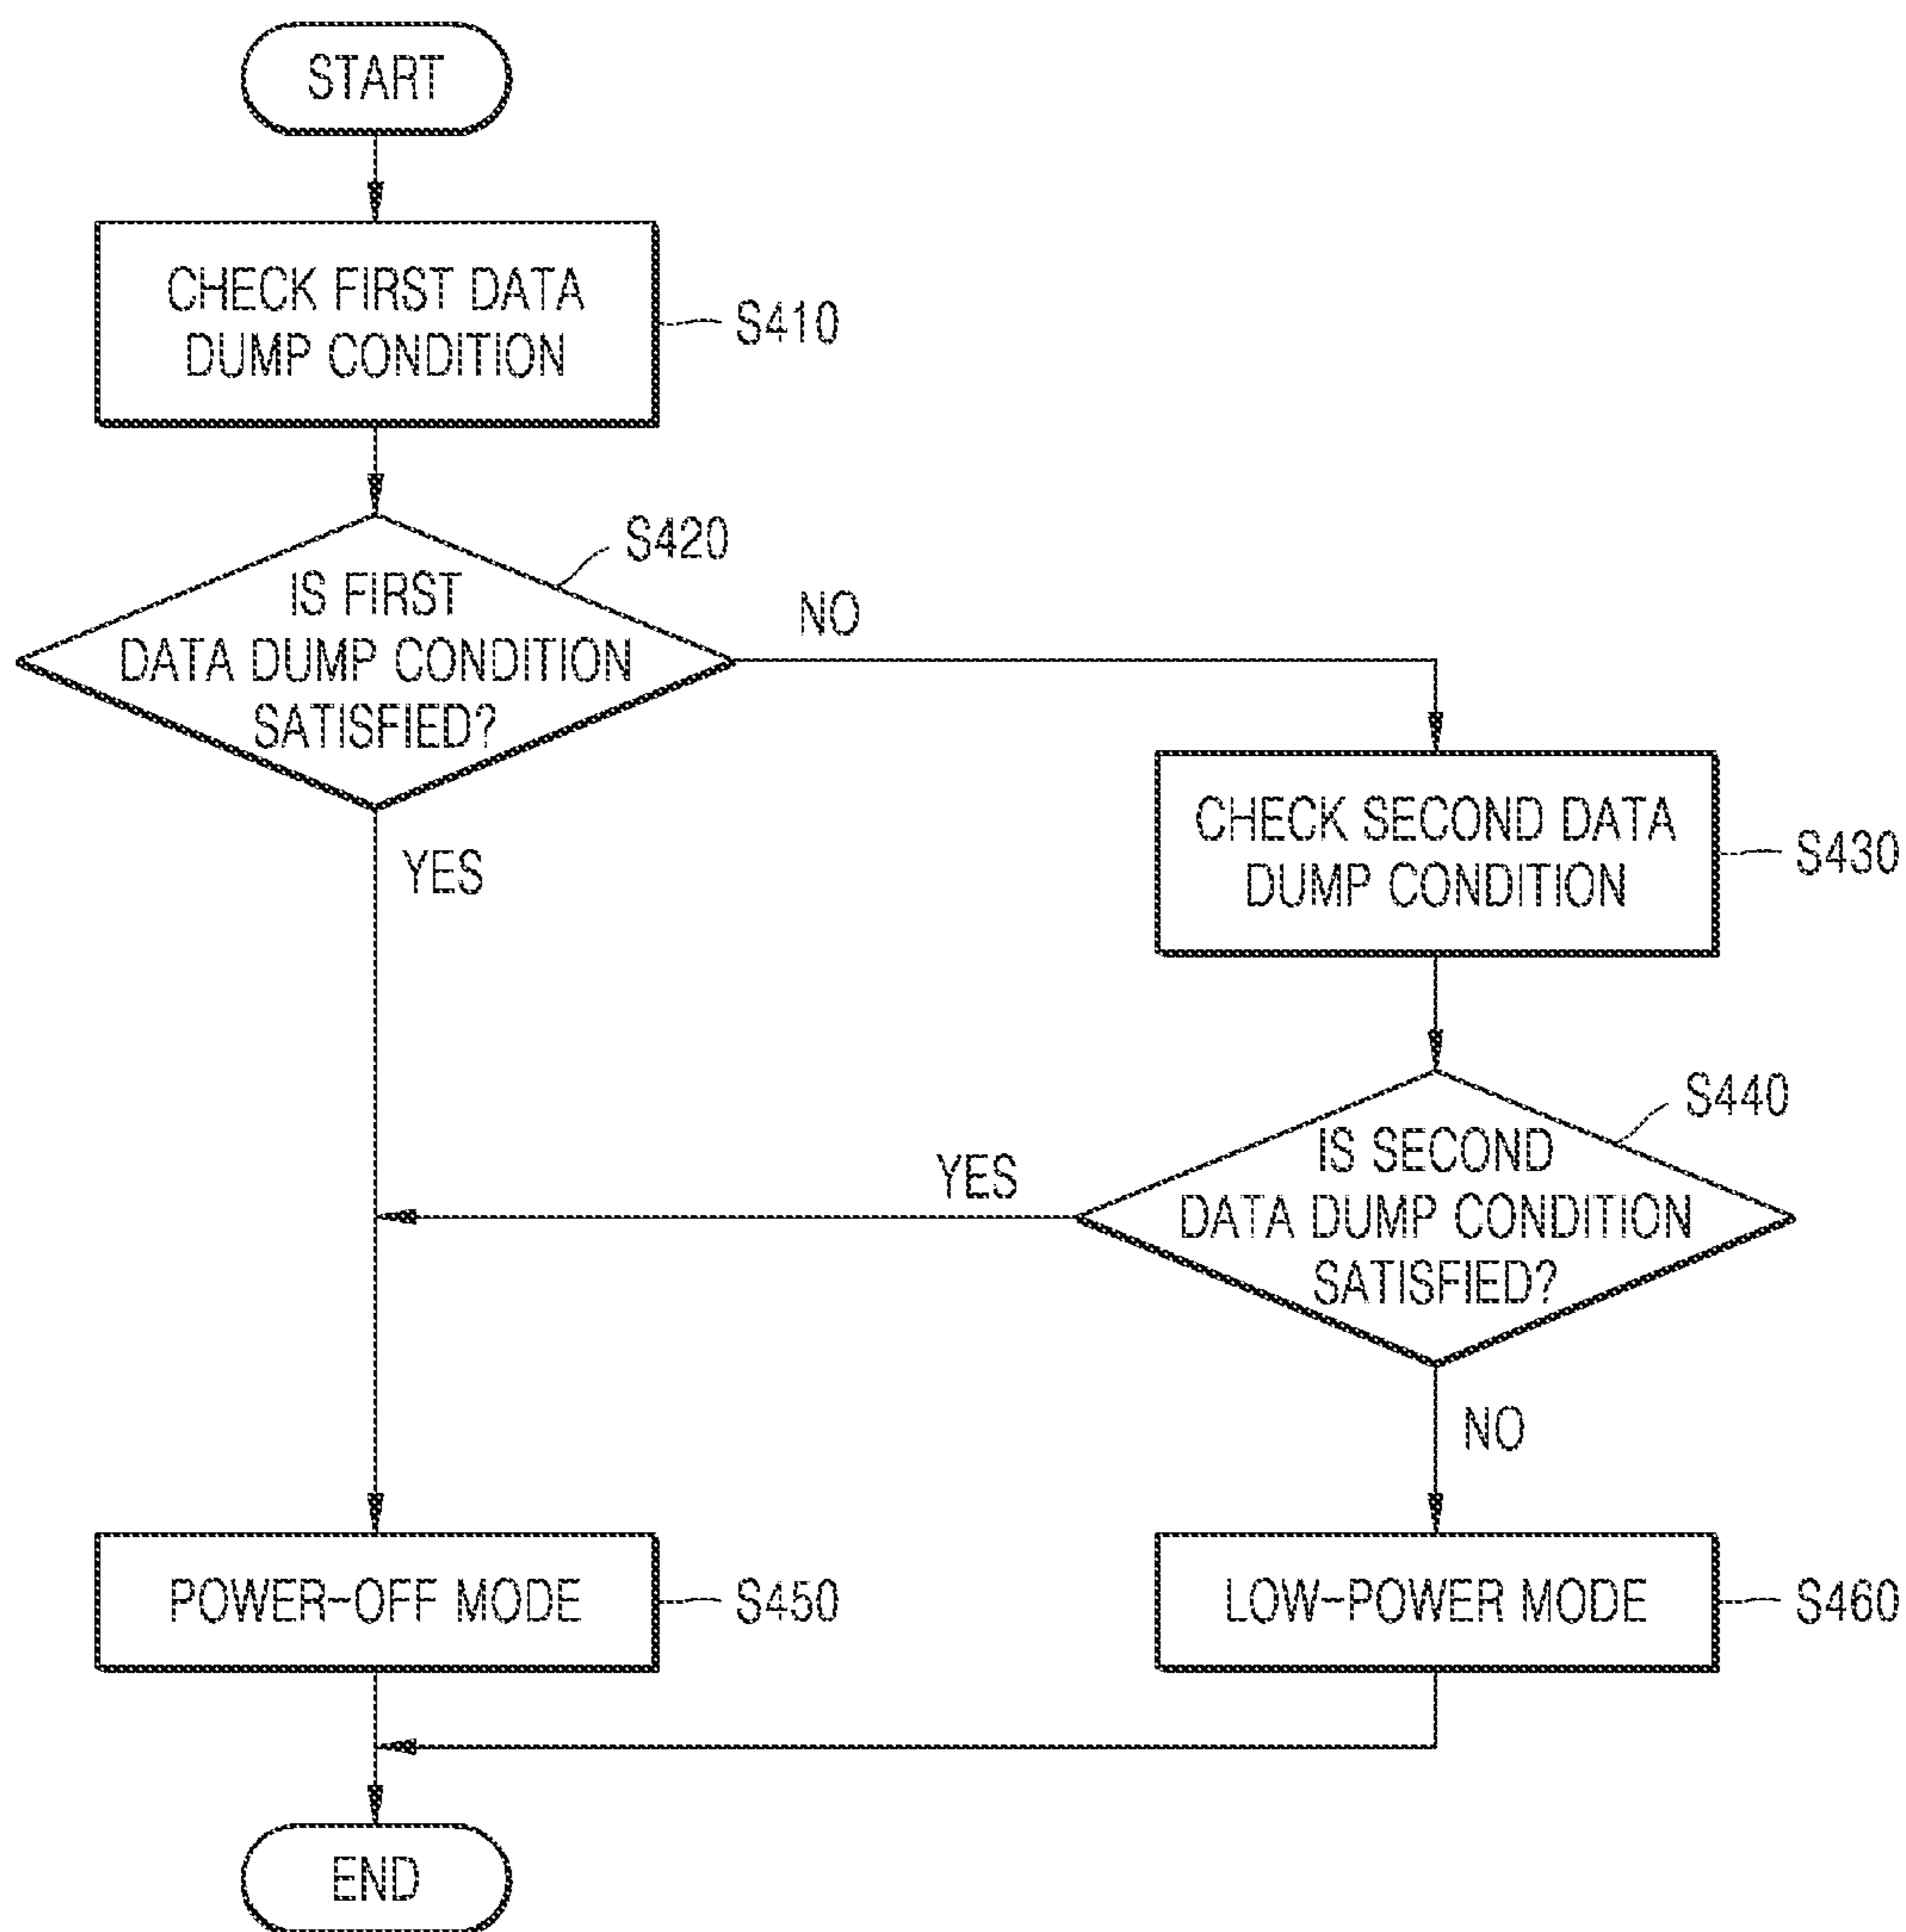 START
CHECK FIRST DATA
DUMP CONDITION
S410
S420
IS FIRST
DATA DUMP CONDITION
SATISFIED?
NO
YES
CHECK SECOND DATA
DUMP CONDITION
S430
S440
IS SECOND
DATA DUMP CONDITION
SATISFIED?
YES
NO
POWER-OFF MODE
S450
LOW-POWER MODE
S460
END